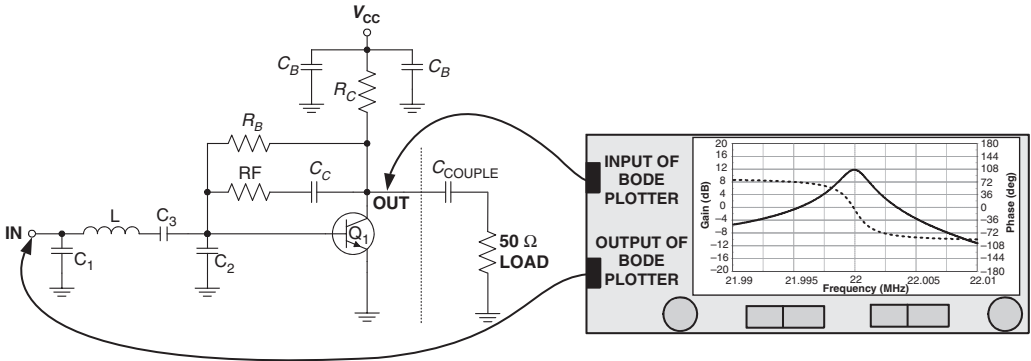 VCC
CB
CB
RC
RB
RF
CC
CCOUPLE
OUT
L
C3
IN
C1
C2
Q1
50 Ω
LOAD
INPUT OF
BODE
PLOTTER
OUTPUT OF
BODE
PLOTTER
Gain (dB)
20
16
12
8
4
0
−4
−8
−12
−16
−20
180
144
108
72
36
0
−36
−72
−108
−144
−180
Phase (deg)
21.99
21.995
22
22.005
22.01
Frequency (MHz)